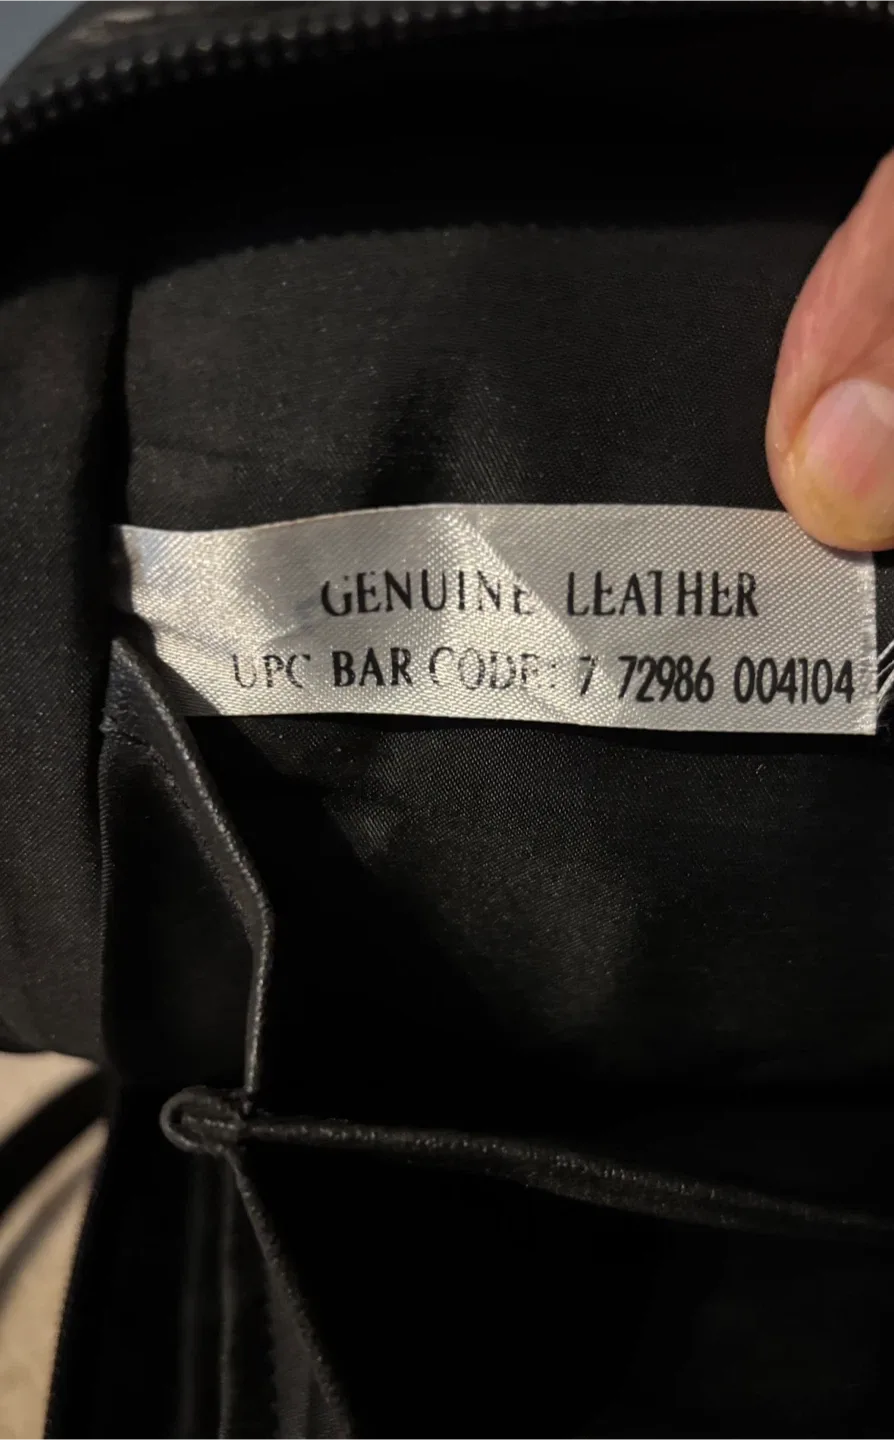 GENUINE LEATHER
UPC BAR CODE: 7 72986 004104